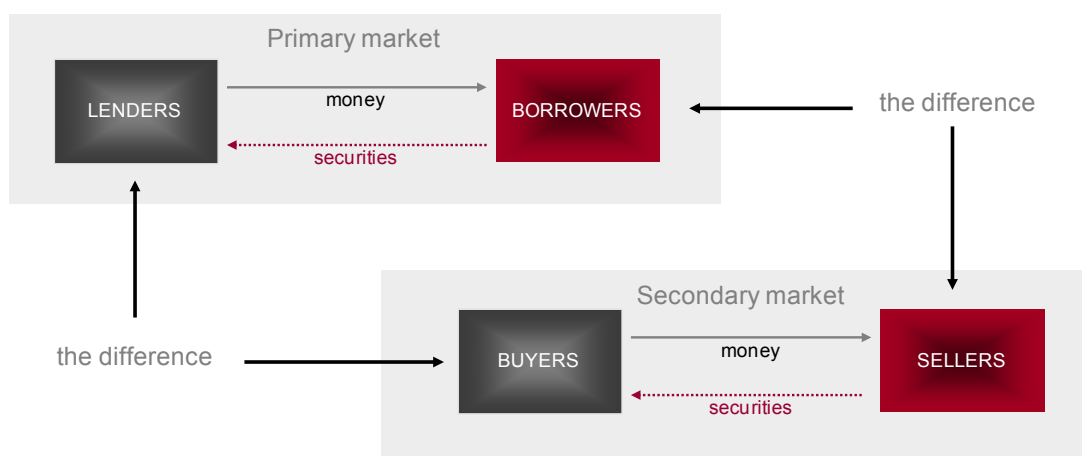 Primary market
LENDERS
money
BORROWERS
the difference
securities
Secondary market
the difference
BUYERS
money
SELLERS
securities